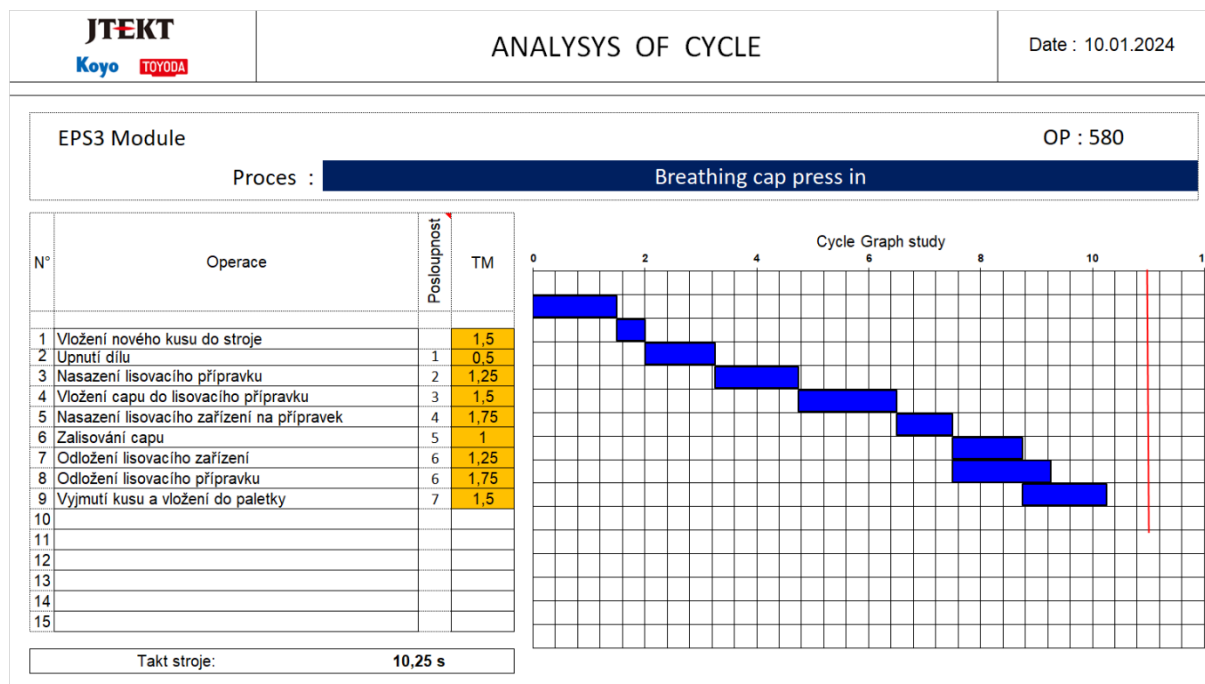 JTEKT
Koyo TOYODA
ANALYSYS OF CYCLE
Date : 10.01.2024
EPS3 Module
OP : 580
Proces :
Breathing cap press in
N° Operace Posloupnost TM
Cycle Graph study
0 2 4 6 8 10 1
1 Vložení nového kusu do stroje 1,5
2 Upnutí dílu 1 0,5
3 Nasazení lisovacího přípravku 2 1,25
4 Vložení capu do lisovacího přípravku 3 1,5
5 Nasazení lisovacího zařízení na přípravek 4 1,75
6 Zalisování capu 5 1
7 Odložení lisovacího zařízení 6 1,25
8 Odložení lisovacího přípravku 6 1,75
9 Vyjmutí kusu a vložení do paletky 7 1,5
10
11
12
13
14
15
Takt stroje: 10,25 s